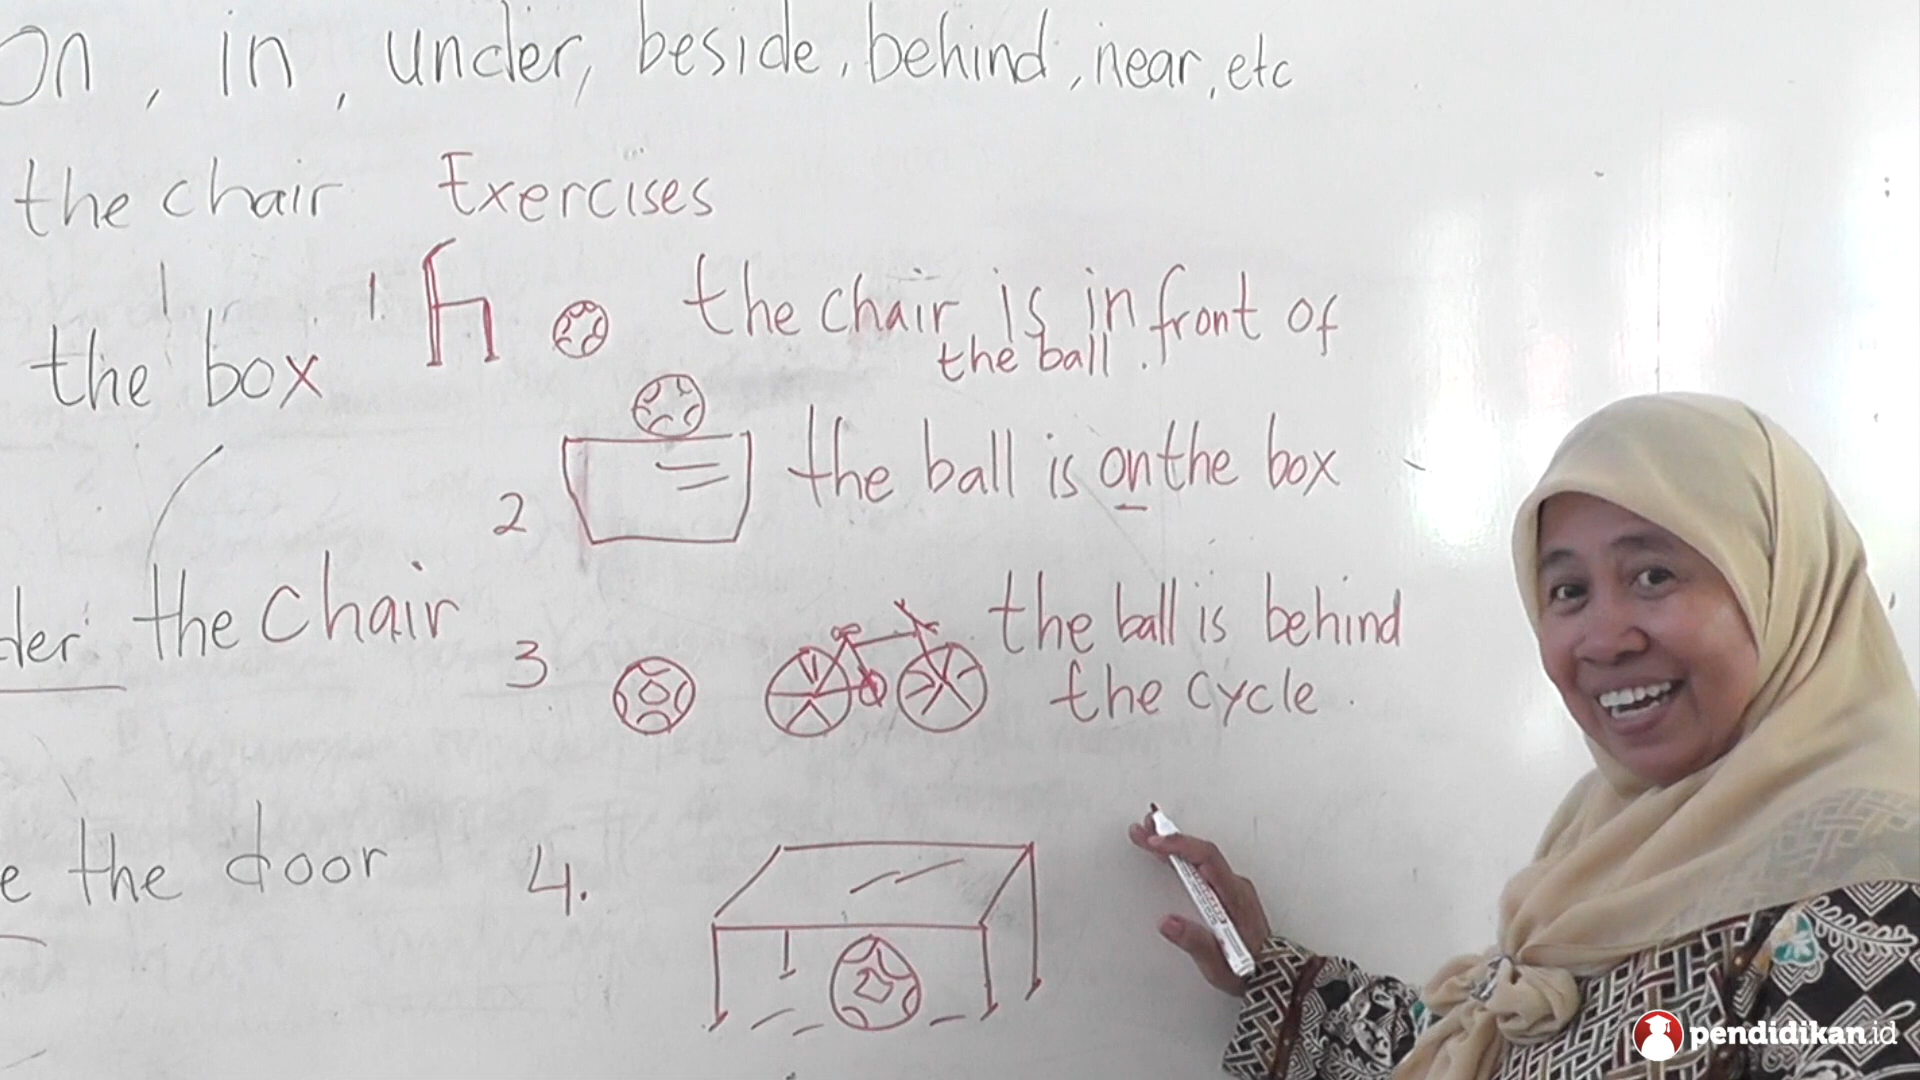 on, in, under, beside, behind, near, etc
the chair
Exercises
the box
1.
the chair is in front of
the ball.
2
the ball is on the box
the chair
3
the ball is behind
the cycle.
the door
4.
pendidikan.id